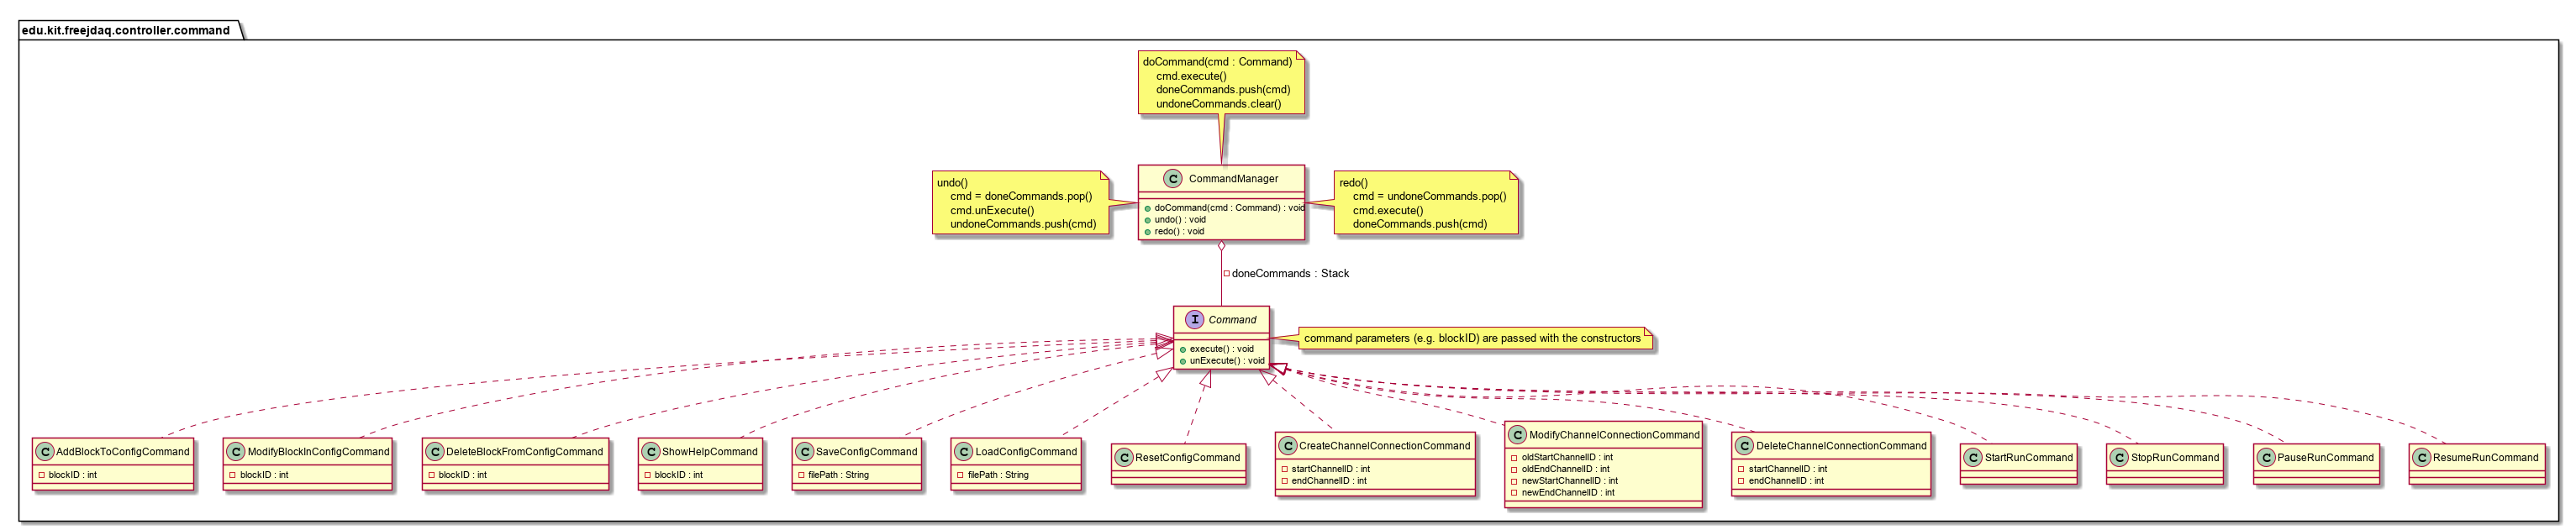 edu.kit.freejdaq.controller.command
doCommand(cmd : Command)
cmd.execute()
doneCommands.push(cmd)
undoneCommands.clear()
undo()
cmd = doneCommands.pop()
cmd.unExecute()
undoneCommands.push(cmd)
C CommandManager
doCommand(cmd : Command) : void
undo() : void
redo() : void
redo()
cmd = undoneCommands.pop()
cmd.execute()
doneCommands.push(cmd)
doneCommands : Stack
I Command
execute() : void
unExecute() : void
command parameters (e.g. blockID) are passed with the constructors
C AddBlockToConfigCommand
blockID : int
C ModifyBlockInConfigCommand
blockID : int
C DeleteBlockFromConfigCommand
blockID : int
C ShowHelpCommand
blockID : int
C SaveConfigCommand
filePath : String
C LoadConfigCommand
filePath : String
C ResetConfigCommand
C CreateChannelConnectionCommand
startChannelID : int
endChannelID : int
C ModifyChannelConnectionCommand
oldStartChannelID : int
oldEndChannelID : int
newStartChannelID : int
newEndChannelID : int
C DeleteChannelConnectionCommand
startChannelID : int
endChannelID : int
C StartRunCommand
C StopRunCommand
C PauseRunCommand
C ResumeRunCommand